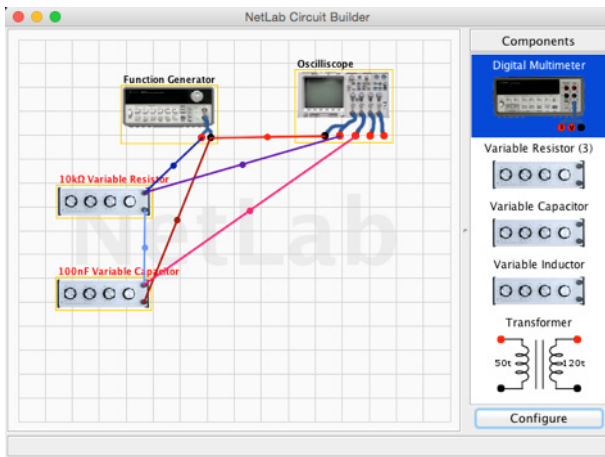 NetLab Circuit Builder
Function Generator
Oscilliscope
10kΩ Variable Resistor
100nF Variable Capacitor
NetLab
Components
Digital Multimeter
Variable Resistor (3)
Variable Capacitor
Variable Inductor
Transformer
50t
120t
Configure